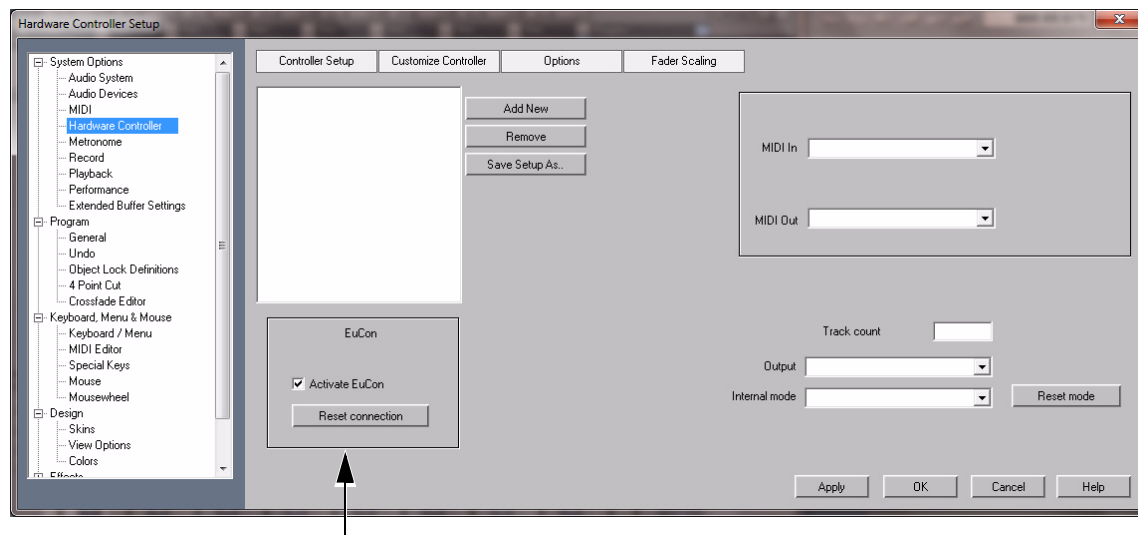 Hardware Controller Setup
System Options
Audio System
Audio Devices
MIDI
Hardware Controller
Metronome
Record
Playback
Performance
Extended Buffer Settings
Program
General
Undo
Object Lock Definitions
4 Point Cut
Crossfade Editor
Keyboard, Menu & Mouse
Keyboard / Menu
MIDI Editor
Special Keys
Mouse
Mousewheel
Design
Skins
View Options
Colors
Effects
Controller Setup
Customize Controller
Options
Fader Scaling
Add New
Remove
Save Setup As..
MIDI In
MIDI Out
EuCon
Activate EuCon
Reset connection
Track count
Output
Internal mode
Reset mode
Apply
OK
Cancel
Help